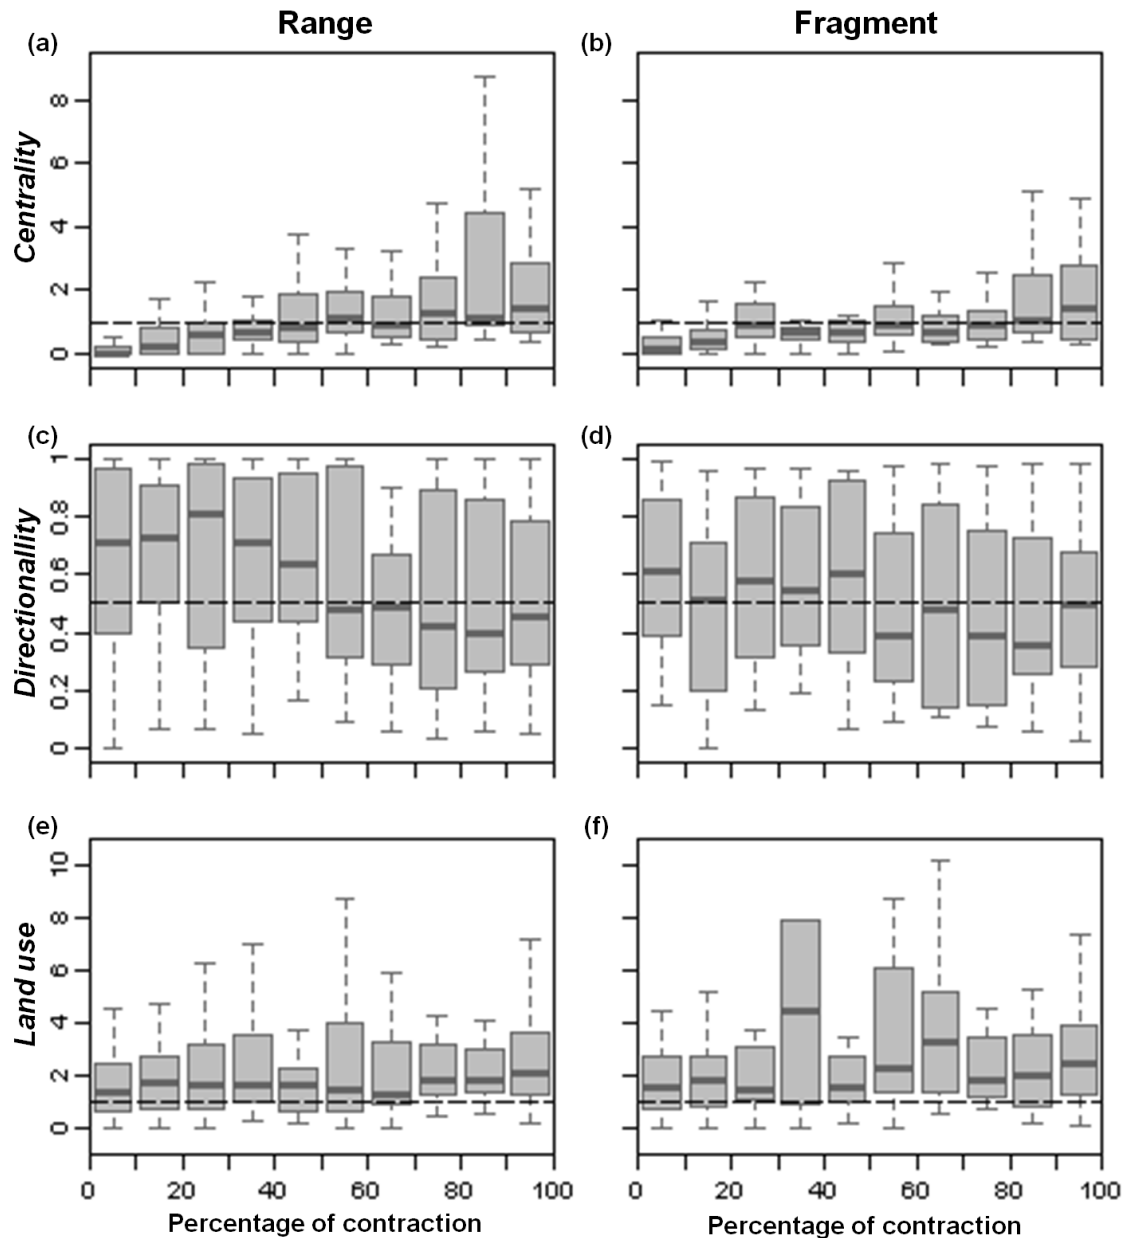 Range Fragment
(a) (b)
Centrality
8
6
4
2
0
(c) (d)
Directionallity
1
0.8
0.6
0.4
0.2
0
(e) (f)
Land use
10
8
6
4
2
0
0 20 40 60 80 100 0 20 40 60 80 100
Percentage of contraction Percentage of contraction